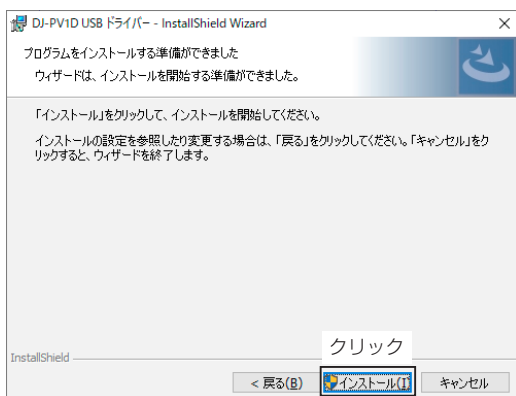 DJ-PV1D USB ドライバー - InstallShield Wizard
プログラムをインストールする準備ができました
ウィザードは、インストールを開始する準備ができました。
「インストール」をクリックして、インストールを開始してください。
インストールの設定を参照したり変更する場合は、「戻る」をクリックしてください。「キャンセル」をク
リックすると、ウィザードを終了します。
クリック
InstallShield
< 戻る(B) インストール(I) キャンセル